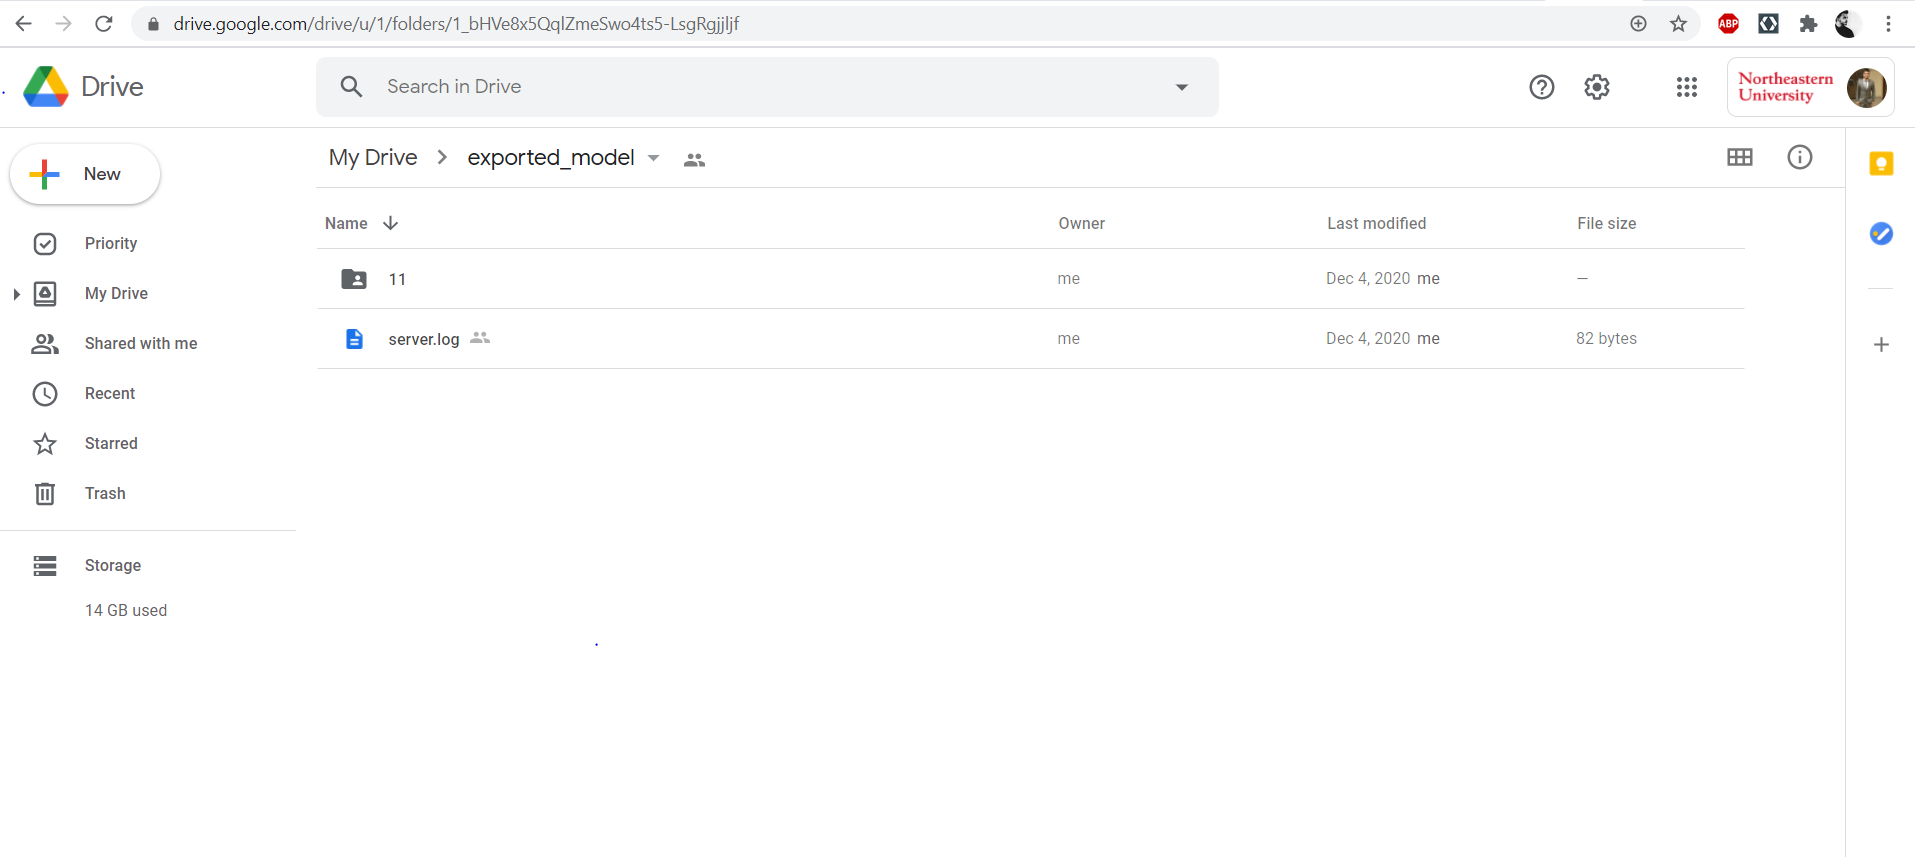 drive.google.com/drive/u/1/folders/1_bHVe8x5QqlZmeSwo4ts5-LsgRgjjljf
ABP
Drive
Search in Drive
Northeastern
University
New
My Drive
exported_model
Priority
My Drive
Shared with me
Recent
Starred
Trash
Storage
14 GB used
Name Owner Last modified File size
11 me Dec 4, 2020 me —
server.log me Dec 4, 2020 me 82 bytes